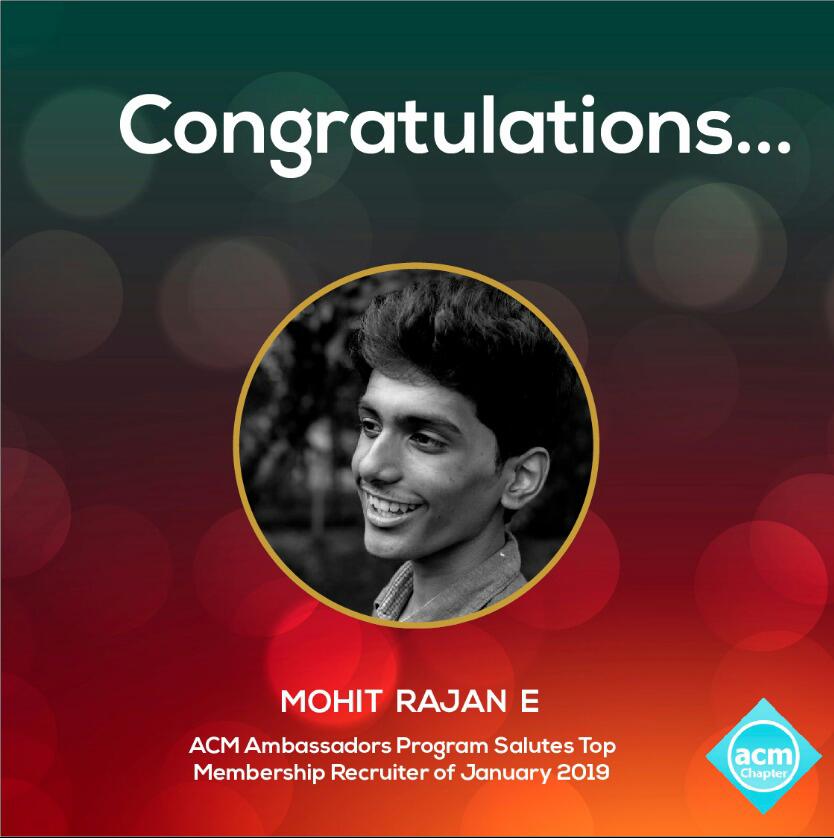 Congratulations...
MOHIT RAJAN E
ACM Ambassadors Program Salutes Top
Membership Recruiter of January 2019
acm
Chapter